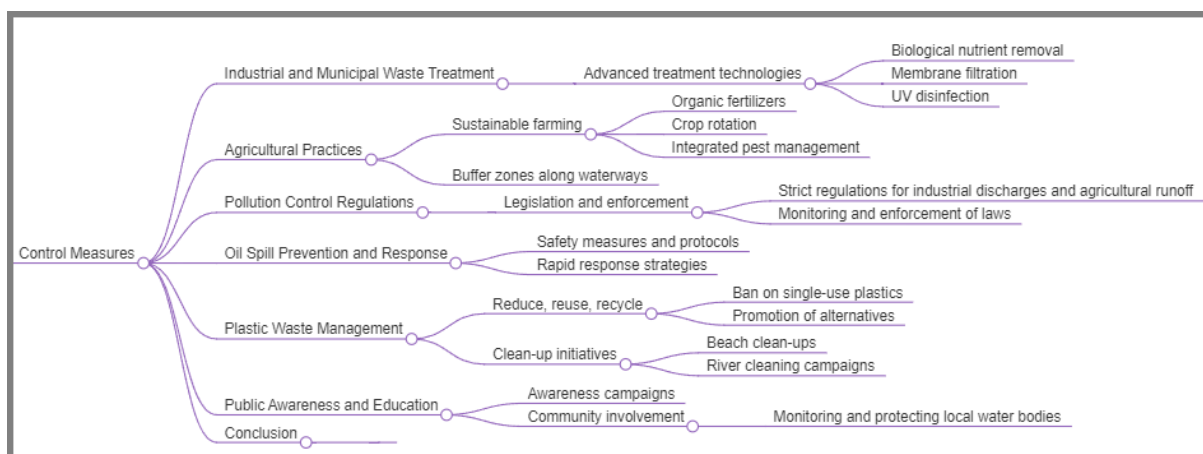 Control Measures
Industrial and Municipal Waste Treatment
Advanced treatment technologies
Biological nutrient removal
Membrane filtration
UV disinfection
Agricultural Practices
Sustainable farming
Organic fertilizers
Crop rotation
Integrated pest management
Buffer zones along waterways
Pollution Control Regulations
Legislation and enforcement
Strict regulations for industrial discharges and agricultural runoff
Monitoring and enforcement of laws
Oil Spill Prevention and Response
Safety measures and protocols
Rapid response strategies
Plastic Waste Management
Reduce, reuse, recycle
Ban on single-use plastics
Promotion of alternatives
Clean-up initiatives
Beach clean-ups
River cleaning campaigns
Public Awareness and Education
Awareness campaigns
Community involvement
Monitoring and protecting local water bodies
Conclusion